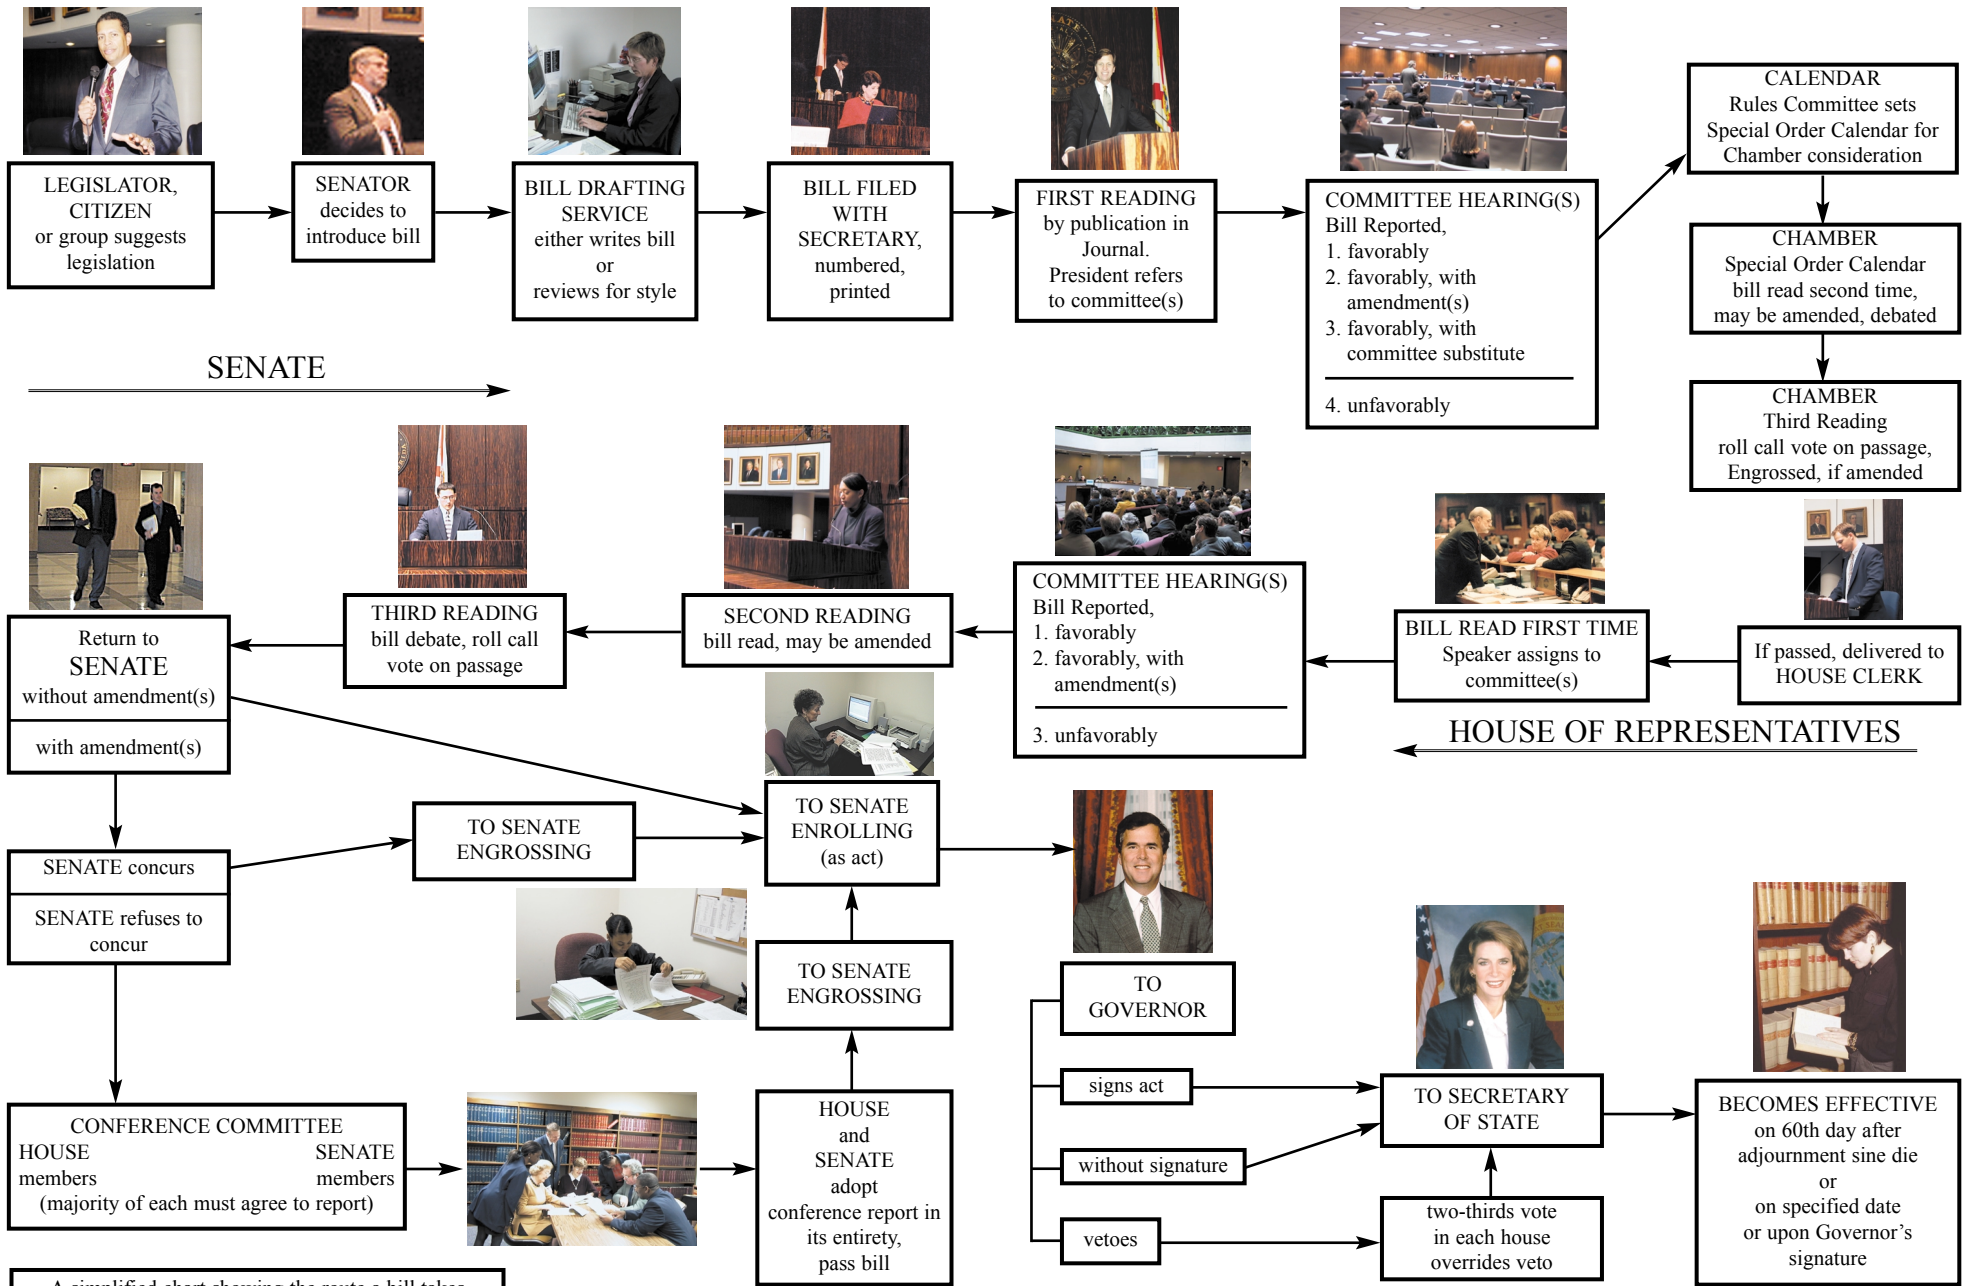 LEGISLATOR,
CITIZEN
or group suggests
legislation
SENATOR
decides to
introduce bill
BILL DRAFTING
SERVICE
either writes bill
or
reviews for style
BILL FILED
WITH
SECRETARY,
numbered,
printed
FIRST READING
by publication in
Journal.
President refers
to committee(s)
COMMITTEE HEARING(S)
Bill Reported,
1. favorably
2. favorably, with
amendment(s)
3. favorably, with
committee substitute
4. unfavorably
CALENDAR
Rules Committee sets
Special Order Calendar for
Chamber consideration
CHAMBER
Special Order Calendar
bill read second time,
may be amended, debated
CHAMBER
Third Reading
roll call vote on passage,
Engrossed, if amended
SENATE
If passed, delivered to
HOUSE CLERK
BILL READ FIRST TIME
Speaker assigns to
committee(s)
COMMITTEE HEARING(S)
Bill Reported,
1. favorably
2. favorably, with
amendment(s)
3. unfavorably
SECOND READING
bill read, may be amended
THIRD READING
bill debate, roll call
vote on passage
Return to
SENATE
without amendment(s)
with amendment(s)
HOUSE OF REPRESENTATIVES
SENATE concurs
SENATE refuses to
concur
TO SENATE
ENGROSSING
TO SENATE
ENROLLING
(as act)
TO SENATE
ENGROSSING
CONFERENCE COMMITTEE
HOUSE SENATE
members members
(majority of each must agree to report)
HOUSE
and
SENATE
adopt
conference report in
its entirety,
pass bill
TO
GOVERNOR
signs act
without signature
vetoes
TO SECRETARY
OF STATE
two-thirds vote
in each house
overrides veto
BECOMES EFFECTIVE
on 60th day after
adjournment sine die
or
on specified date
or upon Governor’s
signature
A simplified chart showing the route a bill takes